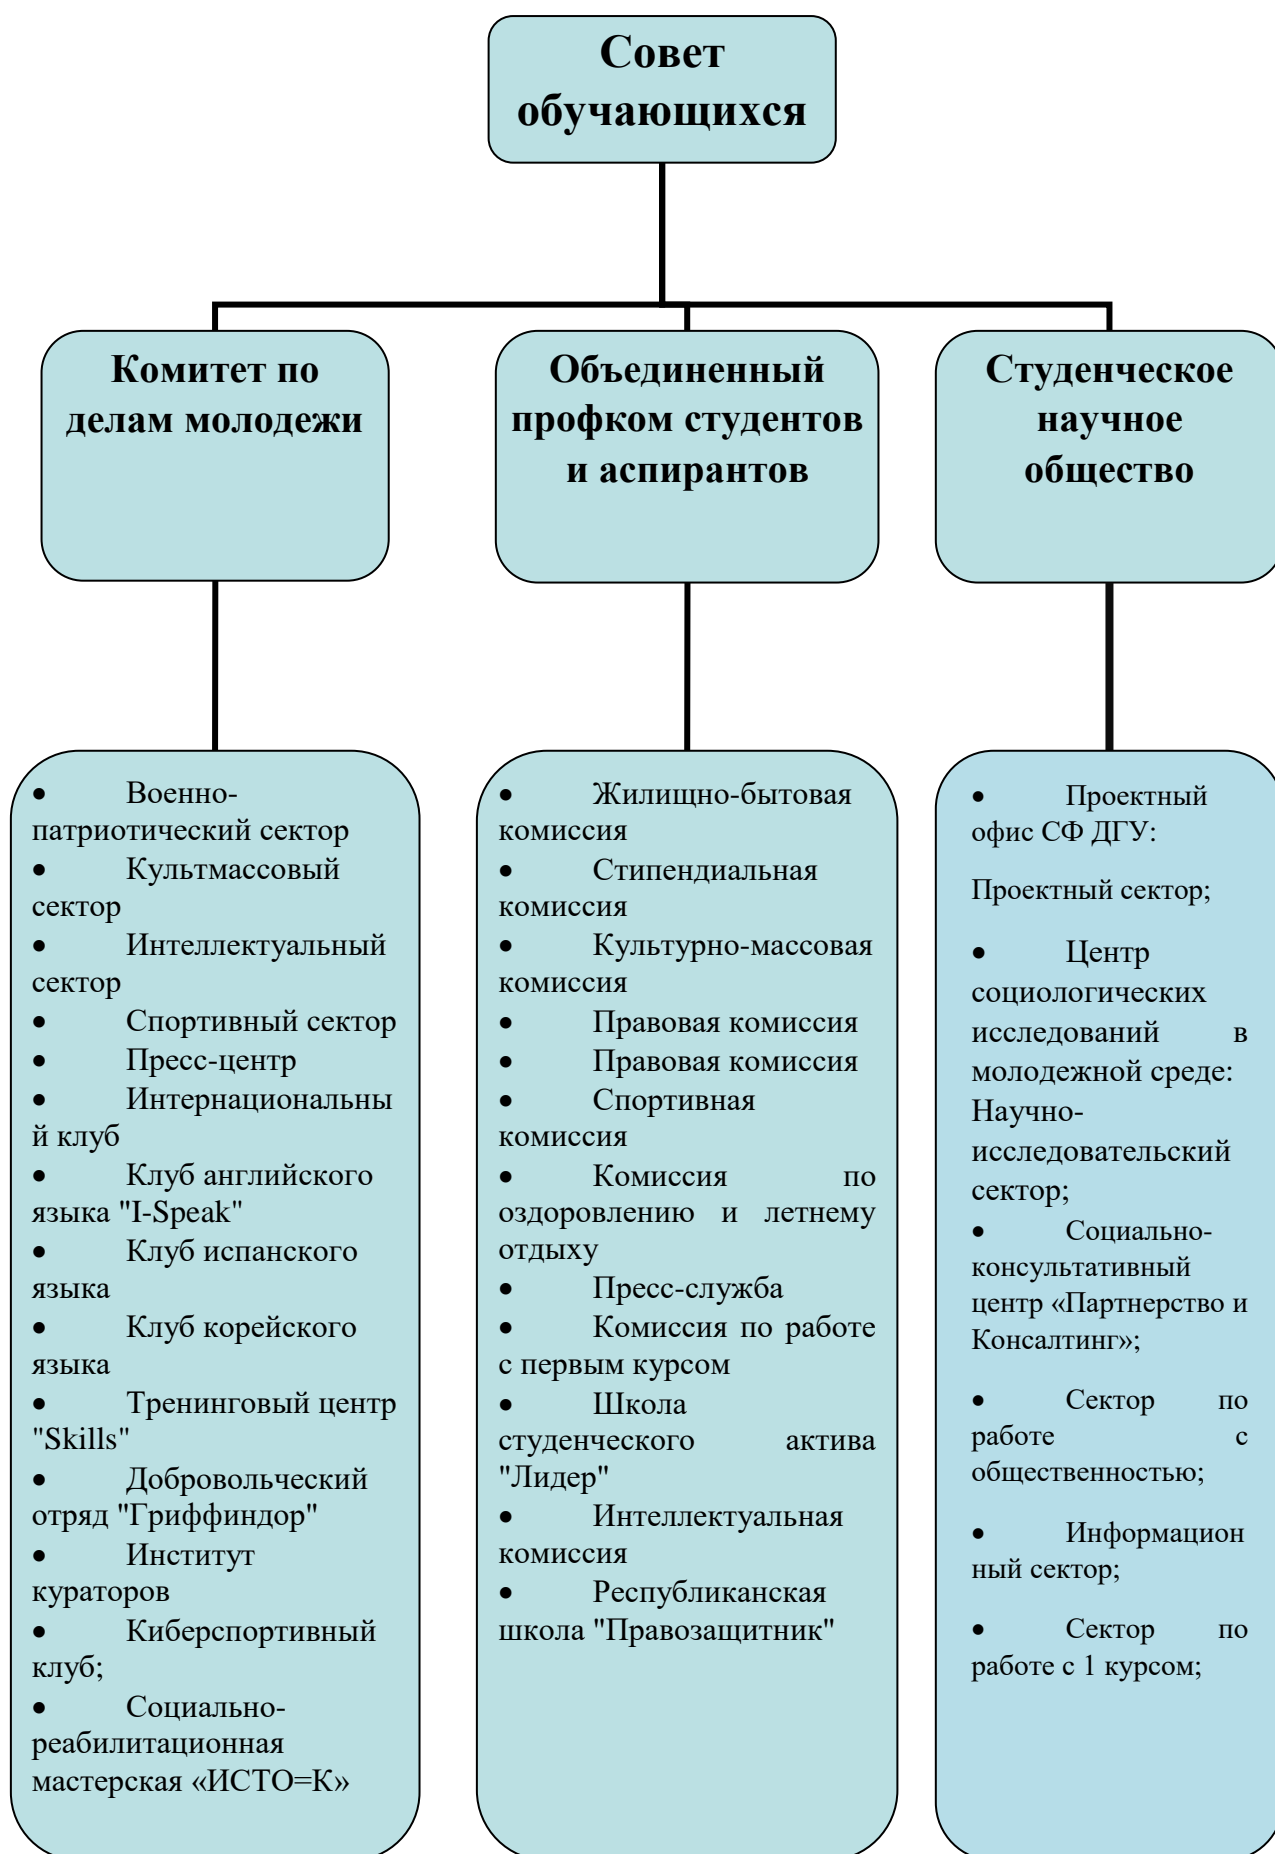 Совет
обучающихся
Комитет по
делам молодежи
Объединенный
профком студентов
и аспирантов
Студенческое
научное
общество
• Военно-
патриотический сектор
• Культмассовый
сектор
• Интеллектуальный
сектор
• Спортивный сектор
• Пресс-центр
• Интернациональны
й клуб
• Клуб английского
языка "I-Speak"
• Клуб испанского
языка
• Клуб корейского
языка
• Тренинговый центр
"Skills"
• Добровольческий
отряд "Гриффиндор"
• Институт
кураторов
• Киберспортивный
клуб;
• Социально-
реабилитационная
мастерская «ИСТО=К»
• Жилищно-бытовая
комиссия
• Стипендиальная
комиссия
• Культурно-массовая
комиссия
• Правовая комиссия
• Правовая комиссия
• Спортивная
комиссия
• Комиссия по
оздоровлению и летнему
отдыху
• Пресс-служба
• Комиссия по работе
с первым курсом
• Школа
студенческого актива
"Лидер"
• Интеллектуальная
комиссия
• Республиканская
школа "Правозащитник"
• Проектный
офис СФ ДГУ:
Проектный сектор;
• Центр
социологических
исследований в
молодежной среде:
Научно-
исследовательский
сектор;
• Социально-
консультативный
центр «Партнерство и
Консалтинг»;
• Сектор по
работе с
общественностью;
• Информацион
ный сектор;
• Сектор по
работе с 1 курсом;